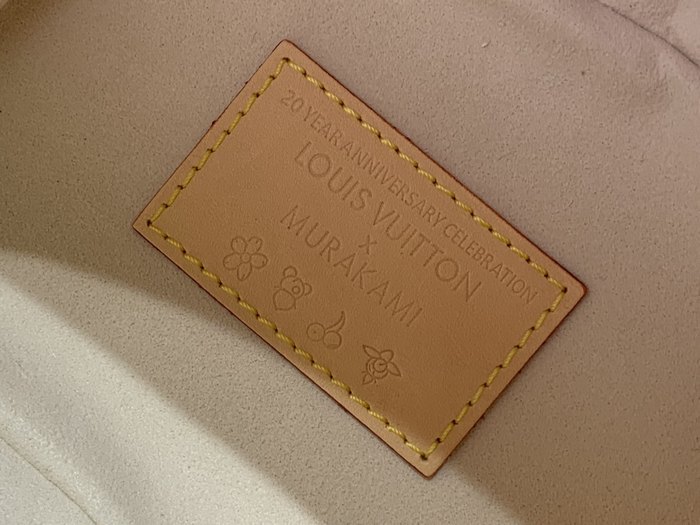 20 YEAR ANNIVERSARY CELEBRATION
LOUIS VUITTON
x
MURAKAMI